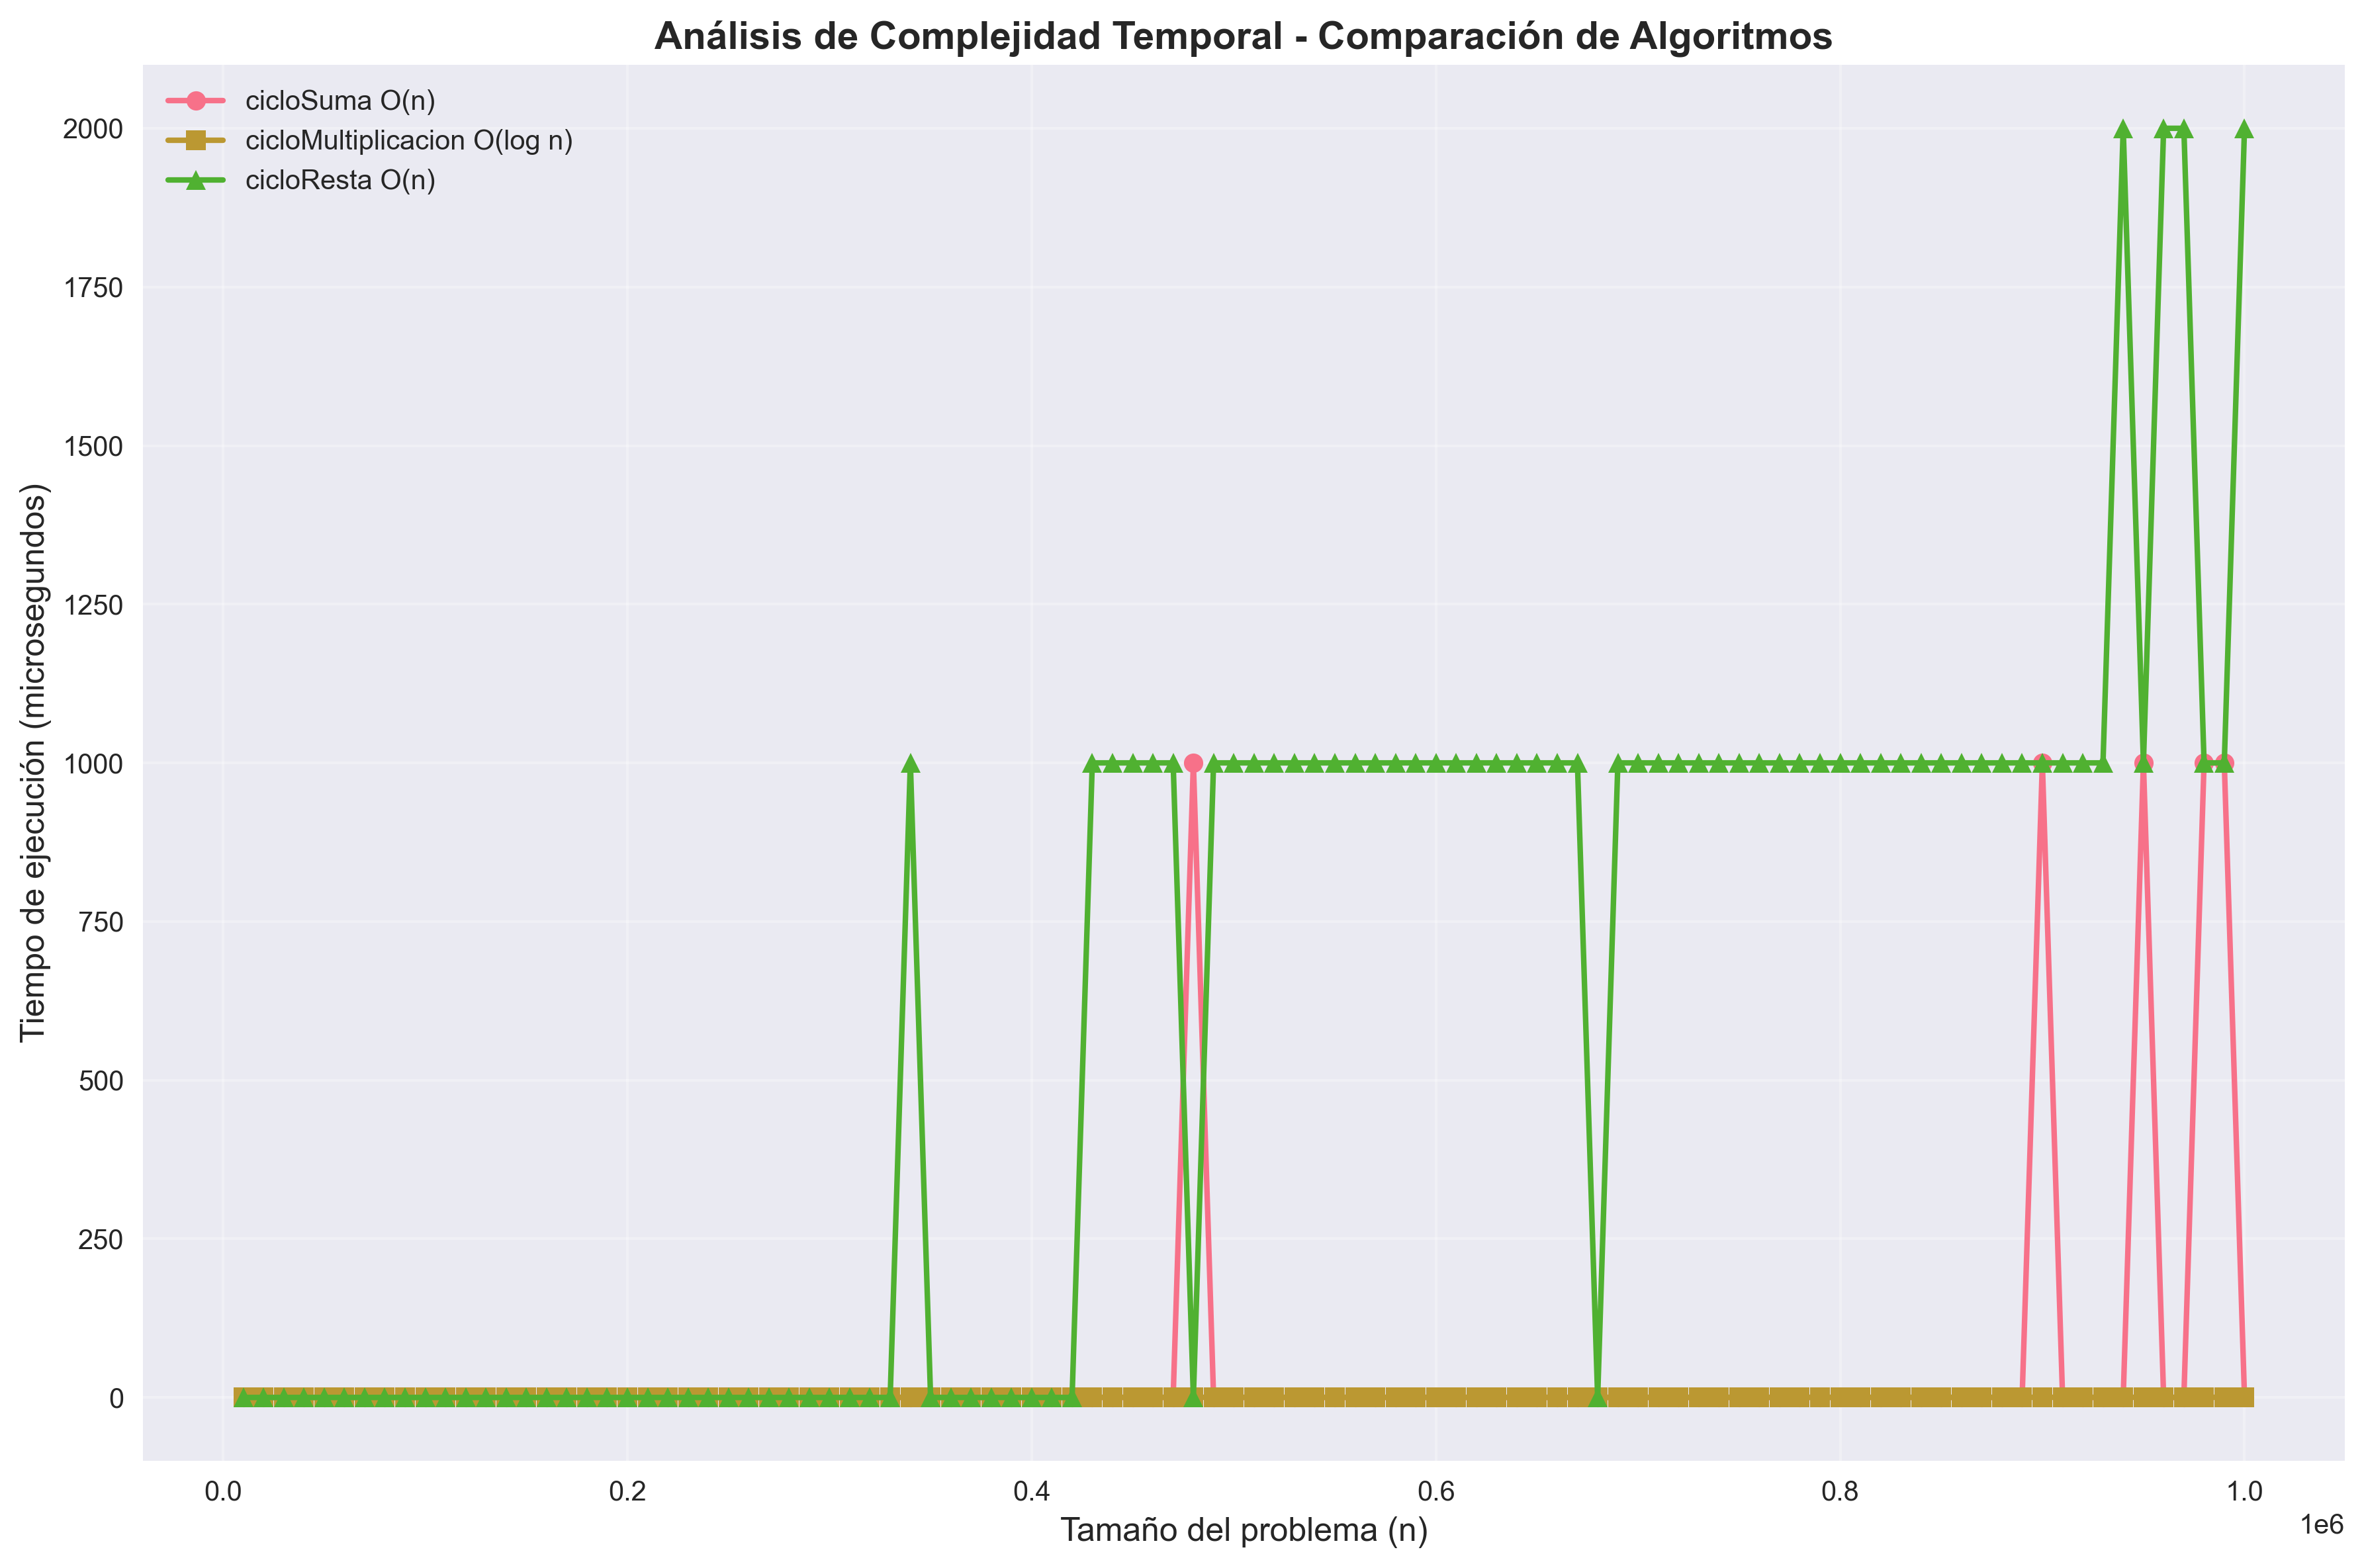 Análisis de Complejidad Temporal - Comparación de Algoritmos
cicloSuma O(n)
cicloMultiplicacion O(log n)
cicloResta O(n)
Tiempo de ejecución (microsegundos)
2000
1750
1500
1250
1000
750
500
250
0
0.0 0.2 0.4 0.6 0.8 1.0
1e6
Tamaño del problema (n)